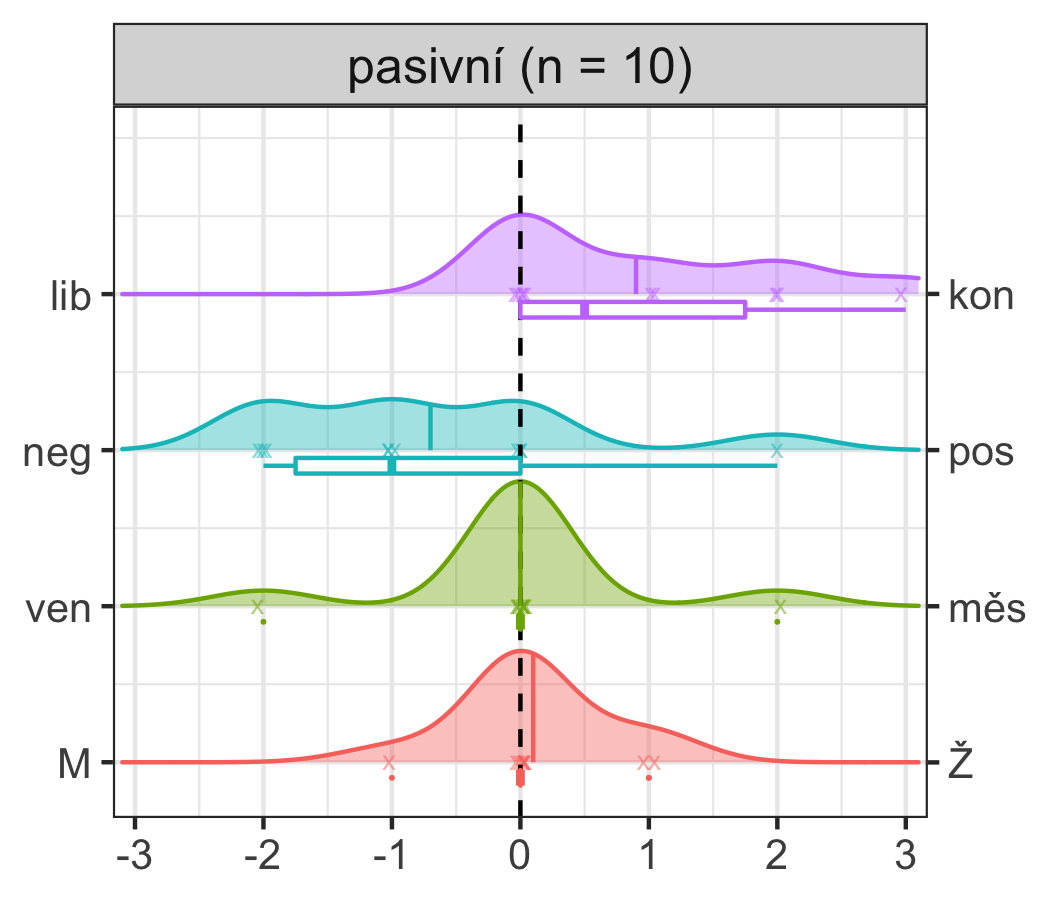 pasivní (n = 10)
lib kon
neg pos
ven měs
M Ž
-3 -2 -1 0 1 2 3